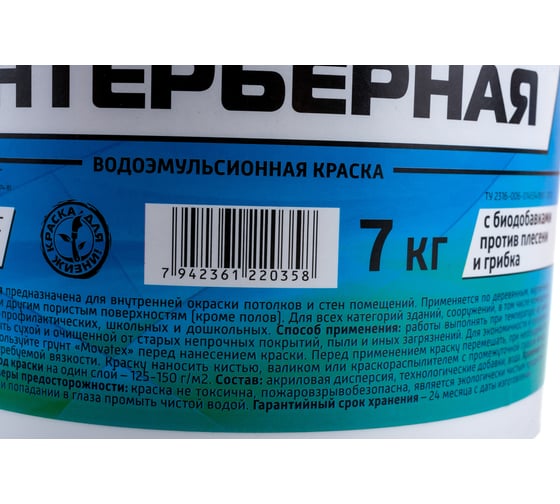 НТЕРЬЕРНАЯ
ВОДОЭМУЛЬСИОННАЯ КРАСКА
КРАСКА ДЛЯ ЖИЗНИ
7 942361 220358
7 кг
с биодобавками
против плесени
и грибка
предназначена для внутренней окраски потолков и стен помещений. Применяется по деревянным,
и другим пористым поверхностям [кроме полов]. Для всех категорий зданий, сооружений, в том числе
профилактических, школьных и дошкольных. Способ применения: работы выполнять при температуре
сухой и очищенной от старых непрочных покрытий, пыли и иных загрязнений. Для экономичности и
грунт «Movatex» перед нанесением краски. Перед применением краску перемешать, при
вязкости. Краску наносить кистью, валиком или краскораспылителем с
краски на один слой – 125-150 г/м2. Состав: акриловая дисперсия, технологические добавки, вода.
предосторожности: краска не токсична, пожаровзрывобезопасна, является экологически чистым
и попадании в глаза промыть чистой водой. Гарантийный срок хранения – 24 месяца с даты